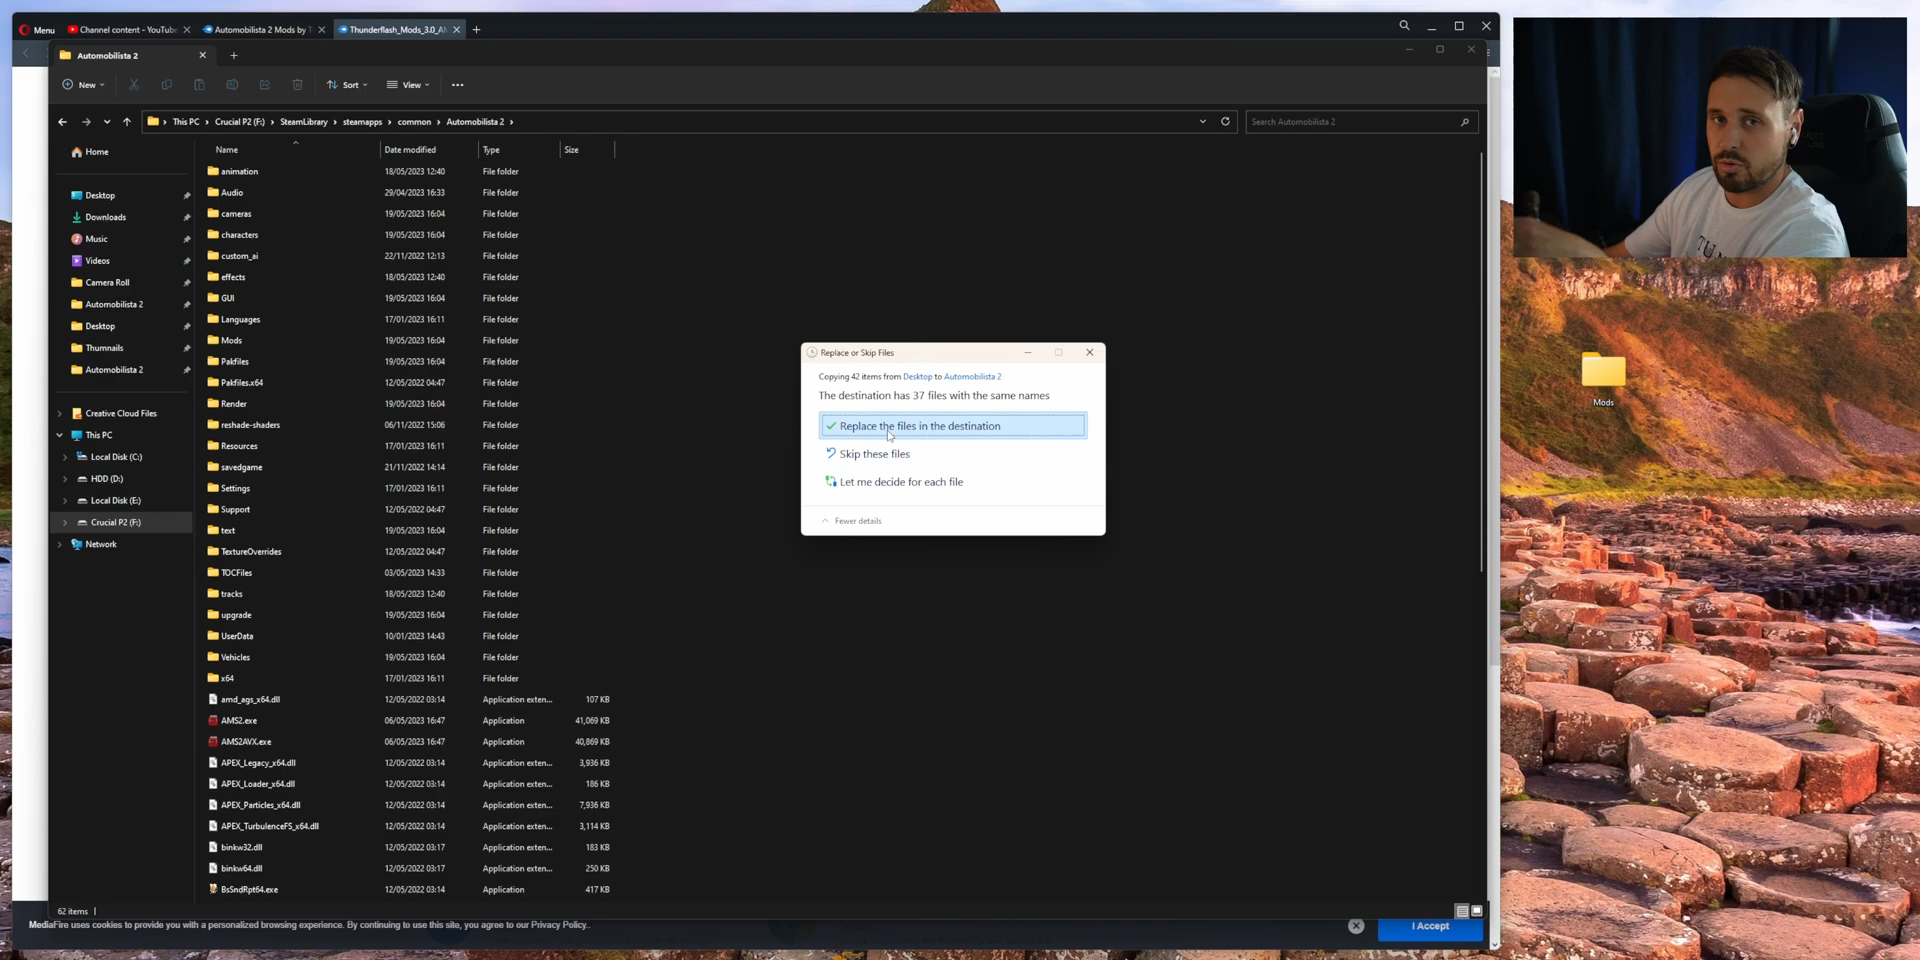 Menu
Channel content - YouTube
Automobilista 2 Mods by T
Thunderflash_Mods_3.0_AM
Automobilista 2
New
Sort
View
This PC > Crucial P2 (F:) > SteamLibrary > steamapps > common > Automobilista 2 >
Search Automobilista 2
Home
Desktop
Downloads
Music
Videos
Camera Roll
Automobilista 2
Desktop
Thumnails
Automobilista 2
Creative Cloud Files
This PC
Local Disk (C:)
HDD (D:)
Local Disk (E:)
Crucial P2 (F:)
Network
Name Date modified Type Size
animation 18/05/2023 12:40 File folder
Audio 29/04/2023 16:33 File folder
cameras 19/05/2023 16:04 File folder
characters 19/05/2023 16:04 File folder
custom_ai 22/11/2022 12:13 File folder
effects 18/05/2023 12:40 File folder
GUI 19/05/2023 16:04 File folder
Languages 17/01/2023 16:11 File folder
Mods 19/05/2023 16:04 File folder
Pakfiles 19/05/2023 16:04 File folder
Pakfiles.x64 12/05/2022 04:47 File folder
Render 19/05/2023 16:04 File folder
reshade-shaders 06/11/2022 15:06 File folder
Resources 17/01/2023 16:11 File folder
savedgame 21/11/2022 14:14 File folder
Settings 17/01/2023 16:11 File folder
Support 12/05/2022 04:47 File folder
text 19/05/2023 16:04 File folder
TextureOverrides 12/05/2022 04:47 File folder
TOCFiles 03/05/2023 14:33 File folder
tracks 18/05/2023 12:40 File folder
upgrade 19/05/2023 16:04 File folder
UserData 10/01/2023 14:43 File folder
Vehicles 19/05/2023 16:04 File folder
x64 17/01/2023 16:11 File folder
amd_ags_x64.dll 12/05/2022 03:14 Application exten... 107 KB
AMS2.exe 06/05/2023 16:47 Application 41,069 KB
AMS2AVX.exe 06/05/2023 16:47 Application 40,869 KB
APEX_Legacy_x64.dll 12/05/2022 03:14 Application exten... 3,936 KB
APEX_Loader_x64.dll 12/05/2022 03:14 Application exten... 186 KB
APEX_Particles_x64.dll 12/05/2022 03:14 Application exten... 7,936 KB
APEX_TurbulenceFS_x64.dll 12/05/2022 03:14 Application exten... 3,114 KB
binkw32.dll 12/05/2022 03:17 Application exten... 183 KB
binkw64.dll 12/05/2022 03:17 Application exten... 250 KB
BsSndRpt64.exe 12/05/2022 03:14 Application 417 KB
62 items
Replace or Skip Files
Copying 42 items from Desktop to Automobilista 2
The destination has 37 files with the same names
Replace the files in the destination
Skip these files
Let me decide for each file
Fewer details
Mods
MediaFire uses cookies to provide you with a personalized browsing experience. By continuing to use this site, you agree to our Privacy Policy..
I Accept